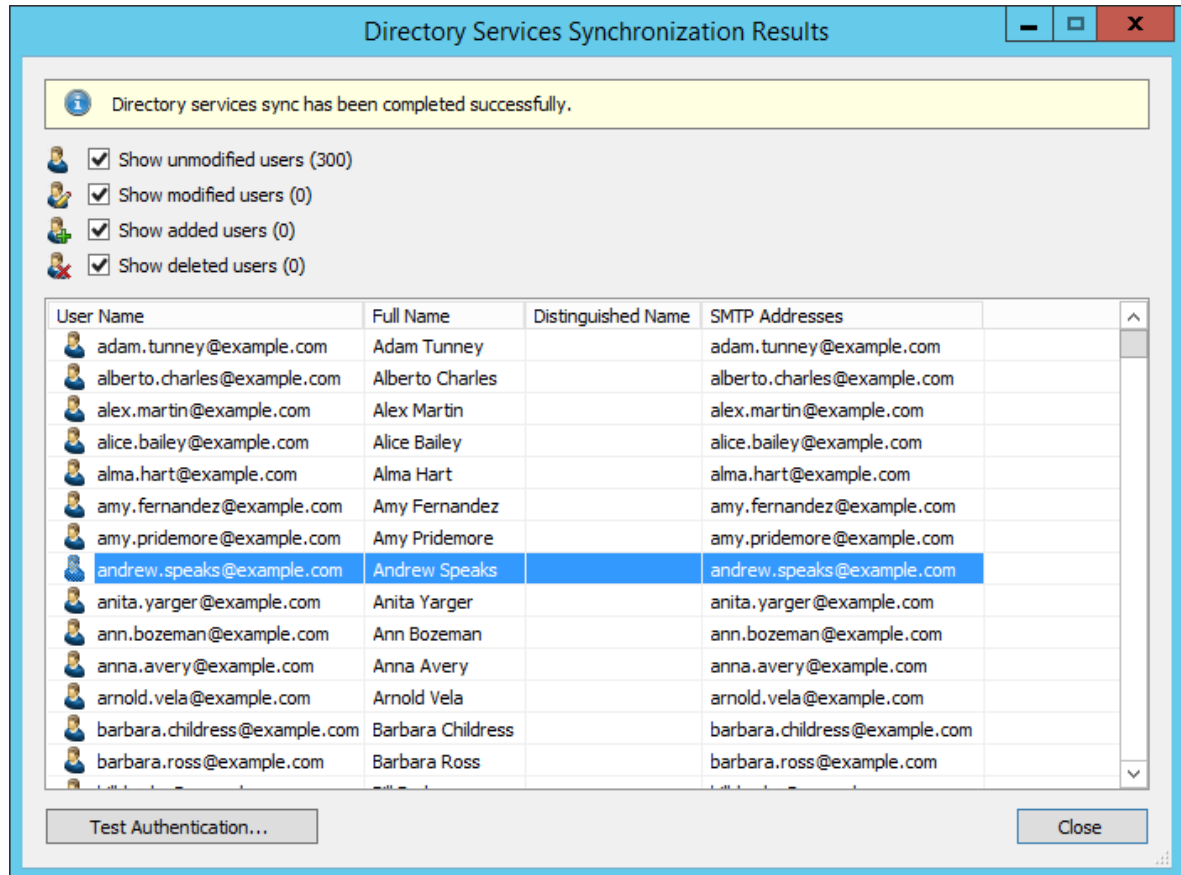 Directory Services Synchronization Results
Directory services sync has been completed successfully.
Show unmodified users (300)
Show modified users (0)
Show added users (0)
Show deleted users (0)
User Name Full Name Distinguished Name SMTP Addresses
adam.tunney@example.com Adam Tunney adam.tunney@example.com
alberto.charles@example.com Alberto Charles alberto.charles@example.com
alex.martin@example.com Alex Martin alex.martin@example.com
alice.bailey@example.com Alice Bailey alice.bailey@example.com
alma.hart@example.com Alma Hart alma.hart@example.com
amy.fernandez@example.com Amy Fernandez amy.fernandez@example.com
amy.pridemore@example.com Amy Pridemore amy.pridemore@example.com
andrew.speaks@example.com Andrew Speaks andrew.speaks@example.com
anita.yarger@example.com Anita Yarger anita.yarger@example.com
ann.bozeman@example.com Ann Bozeman ann.bozeman@example.com
anna.avery@example.com Anna Avery anna.avery@example.com
arnold.vela@example.com Arnold Vela arnold.vela@example.com
barbara.childress@example.com Barbara Childress barbara.childress@example.com
barbara.ross@example.com Barbara Ross barbara.ross@example.com
Test Authentication... Close